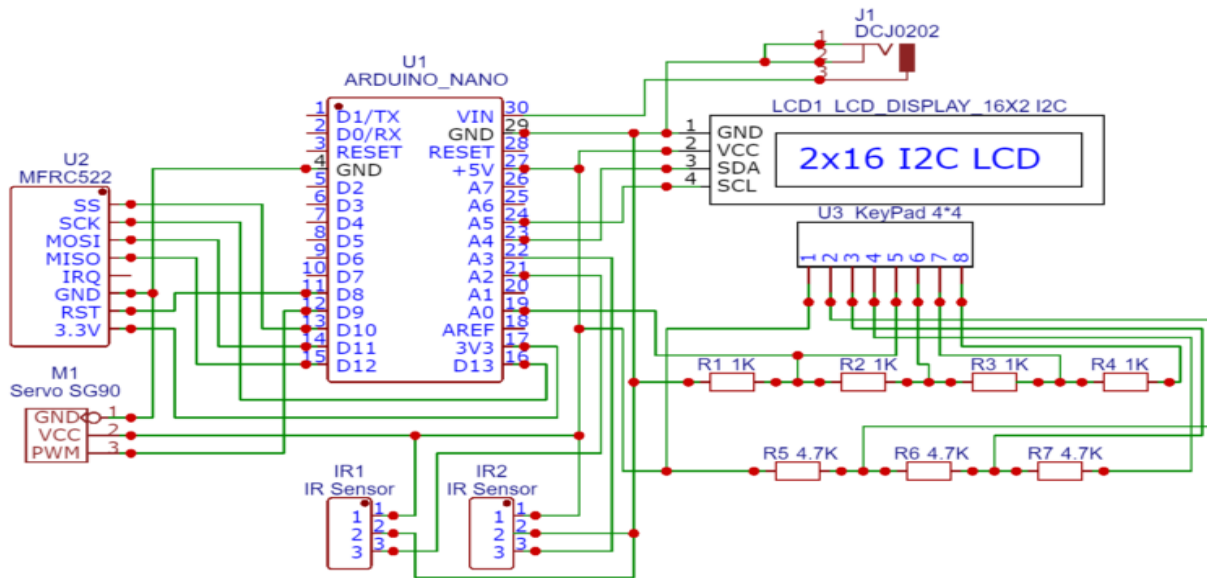 J1
DCJ0202
1
2
3
U1
ARDUINO_NANO
1 D1/TX VIN 30
2 D0/RX GND 29
3 RESET RESET 28
4 GND +5V 27
5 D2 A7 26
6 D3 A6 25
7 D4 A5 24
8 D5 A4 23
9 D6 A3 22
10 D7 A2 21
11 D8 A1 20
12 D9 A0 19
13 D10 AREF 18
14 D11 3V3 17
15 D12 D13 16
LCD1 LCD_DISPLAY_16X2 I2C
1 GND
2 VCC
3 SDA
4 SCL
2x16 I2C LCD
U2
MFRC522
SS
SCK
MOSI
MISO
IRQ
GND
RST
3.3V
U3 KeyPad 4*4
1 2 3 4 5 6 7 8
R1 1K R2 1K R3 1K R4 1K
M1
Servo SG90
GND 1
VCC 2
PWM 3
R5 4.7K R6 4.7K R7 4.7K
IR1
IR Sensor
1 1
2 2
3 3
IR2
IR Sensor
1 1
2 2
3 3